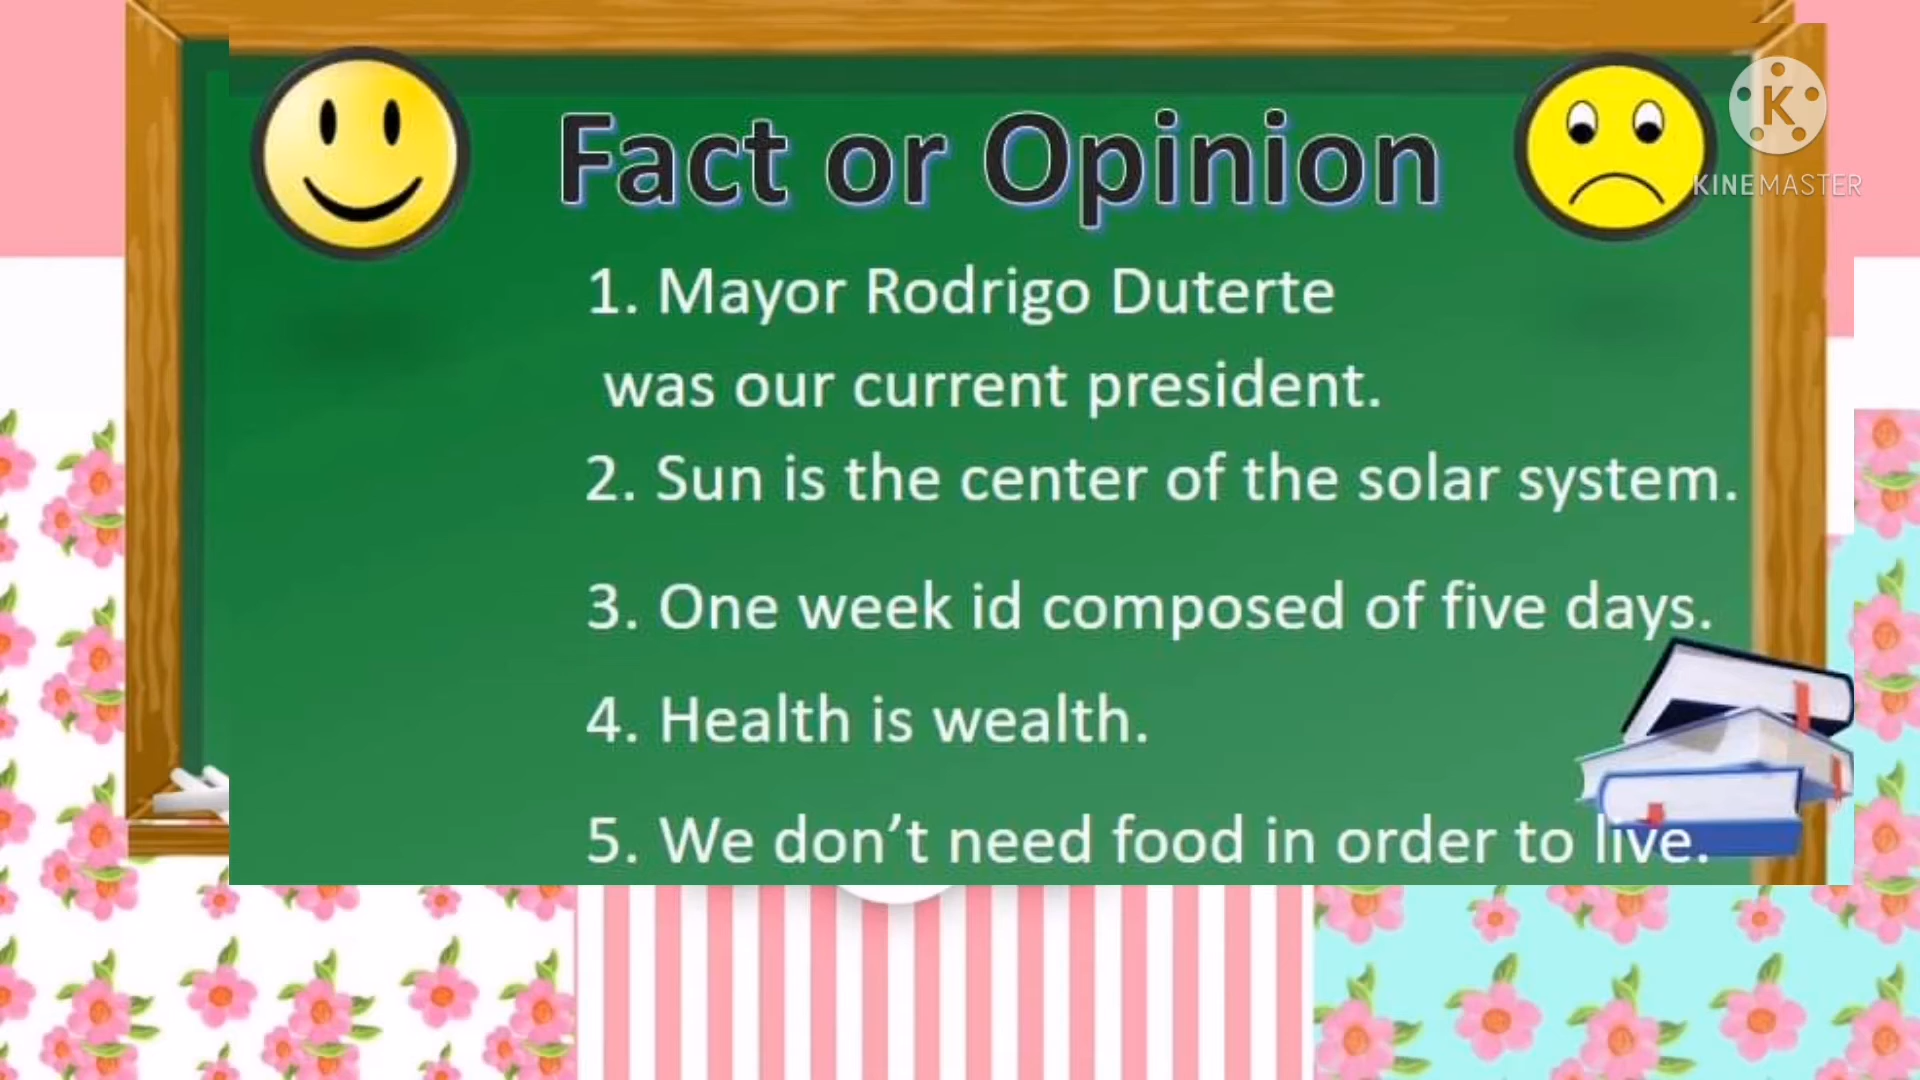 Fact or Opinion
K
KINEMASTER
1. Mayor Rodrigo Duterte
was our current president.
2. Sun is the center of the solar system.
3. One week id composed of five days.
4. Health is wealth.
5. We don’t need food in order to live.